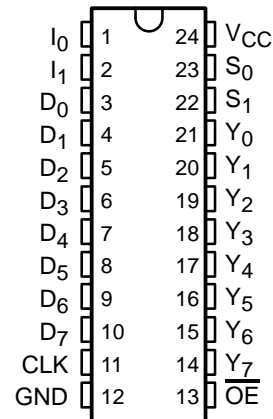 I0 1 24 VCC
I1 2 23 S0
D0 3 22 S1
D1 4 21 Y0
D2 5 20 Y1
D3 6 19 Y2
D4 7 18 Y3
D5 8 17 Y4
D6 9 16 Y5
D7 10 15 Y6
CLK 11 14 Y7
GND 12 13 O̅E̅